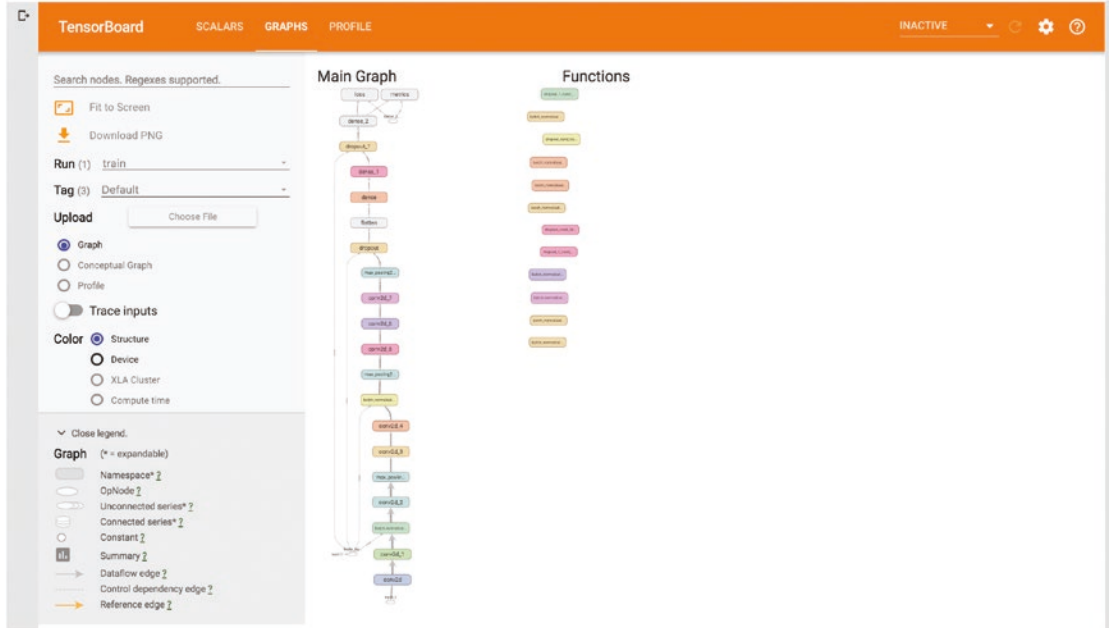 TensorBoard
SCALARS
GRAPHS
PROFILE
INACTIVE
Search nodes. Regexes supported.
Fit to Screen
Download PNG
Run (1) train
Tag (3) Default
Upload
Choose File
Graph
Conceptual Graph
Profile
Trace inputs
Color
Structure
Device
XLA Cluster
Compute time
Close legend.
Graph (* = expandable)
Namespace* ?
OpNode ?
Unconnected series* ?
Connected series* ?
Constant ?
Summary ?
Dataflow edge ?
Control dependency edge ?
Reference edge ?
Main Graph
loss
metrics
dense_2
dropout_1
dense_1
dense
flatten
dropout
conv2d_7
conv2d_6
conv2d_5
conv2d_4
conv2d_3
conv2d_2
conv2d_1
conv2d
Functions